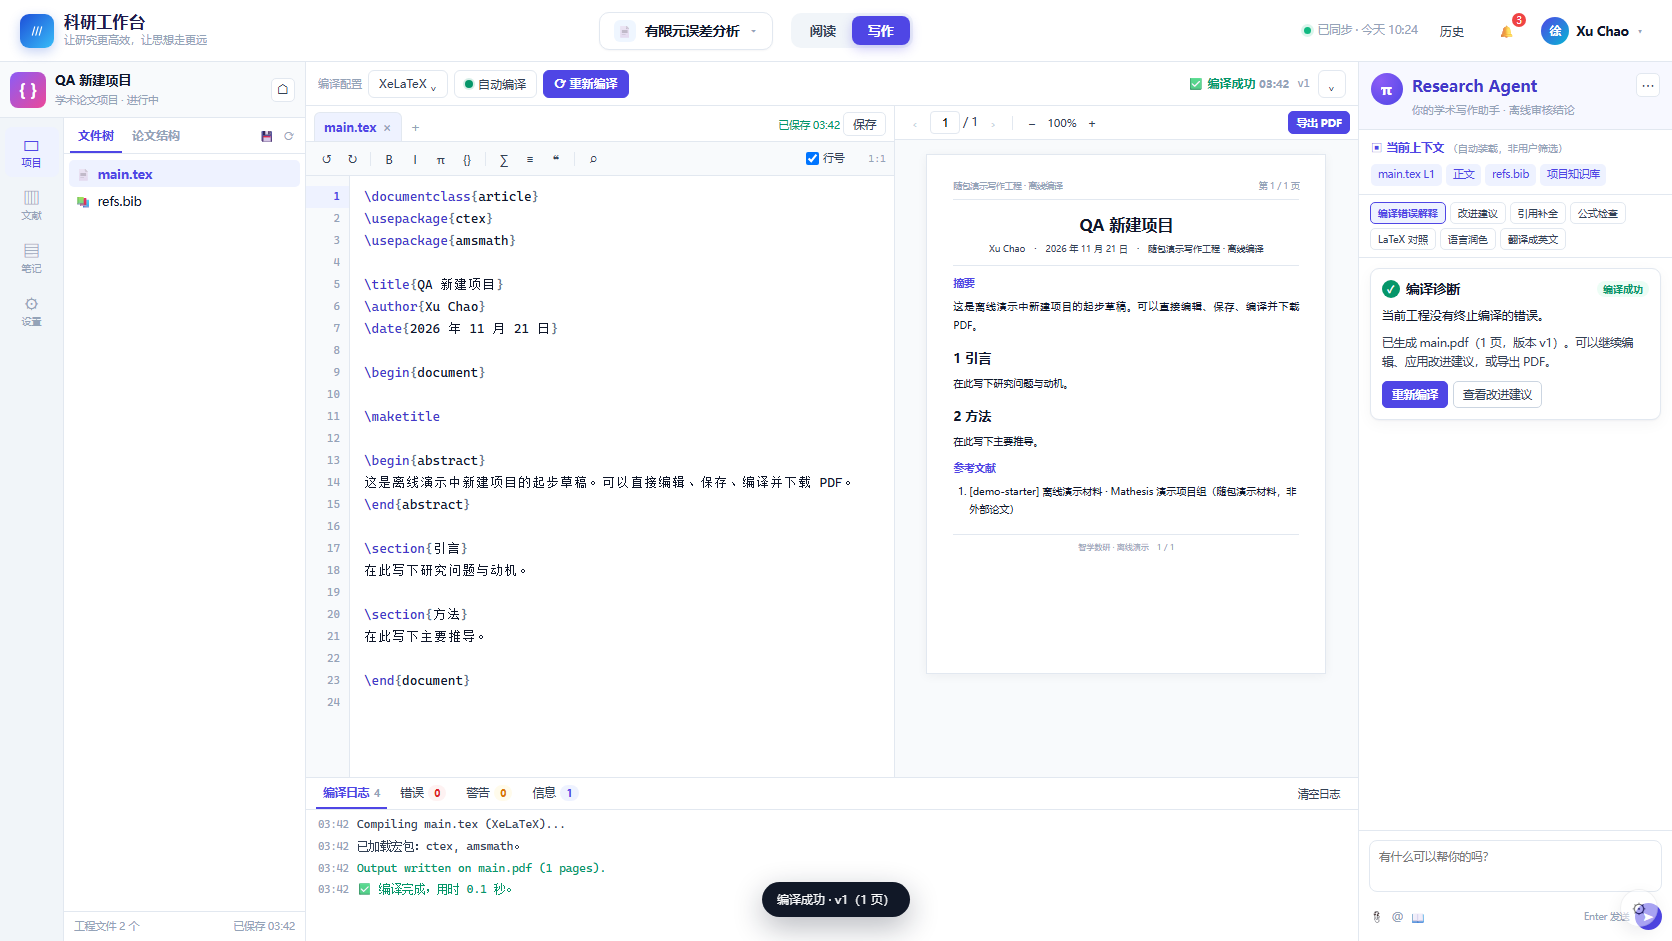 科研工作台
让研究更高效，让思想走更远
有限元误差分析
阅读 写作
已同步 · 今天 10:24 历史 3 徐 Xu Chao
{ } QA 新建项目
学术论文项目 · 进行中
项目
文献
笔记
设置
文件树 论文结构
main.tex
refs.bib
工程文件 2 个 已保存 03:42
编译配置 XeLaTeX 自动编译 重新编译 编译成功 03:42 v1
main.tex × + 已保存 03:42 保存
↺ ↻ B I π {} ∑ ≡ ❝ 行号 1:1
1 \documentclass{article}
2 \usepackage{ctex}
3 \usepackage{amsmath}
4
5 \title{QA 新建项目}
6 \author{Xu Chao}
7 \date{2026 年 11 月 21 日}
8
9 \begin{document}
10
11 \maketitle
12
13 \begin{abstract}
14 这是离线演示中新建项目的起步草稿。可以直接编辑、保存、编译并下载 PDF。
15 \end{abstract}
16
17 \section{引言}
18 在此写下研究问题与动机。
19
20 \section{方法}
21 在此写下主要推导。
22
23 \end{document}
24
‹ 1 / 1 › − 100% + 导出 PDF
随包演示写作工程 · 离线编译 第 1 / 1 页
QA 新建项目
Xu Chao · 2026 年 11 月 21 日 · 随包演示写作工程 · 离线编译
摘要
这是离线演示中新建项目的起步草稿。可以直接编辑、保存、编译并下载
PDF。
1 引言
在此写下研究问题与动机。
2 方法
在此写下主要推导。
参考文献
1. [demo-starter] 离线演示材料 · Mathesis 演示项目组（随包演示材料，非
外部论文）
智学数研 · 离线演示 1 / 1
编译日志 4 错误 0 警告 0 信息 1 清空日志
03:42 Compiling main.tex (XeLaTeX)...
03:42 已加载宏包：ctex, amsmath。
03:42 Output written on main.pdf (1 pages).
03:42 ✅ 编译完成，用时 0.1 秒。
编译成功 · v1（1 页）
π Research Agent
你的学术写作助手 · 离线审核结论
当前上下文 （自动装载，非用户筛选）
main.tex L1 正文 refs.bib 项目知识库
编译错误解释 改进建议 引用补全 公式检查
LaTeX 对照 语言润色 翻译成英文
编译诊断 编译成功
当前工程没有终止编译的错误。
已生成 main.pdf（1 页，版本 v1）。可以继续编
辑、应用改进建议，或导出 PDF。
重新编译 查看改进建议
有什么可以帮你的吗？
@ Enter 发送